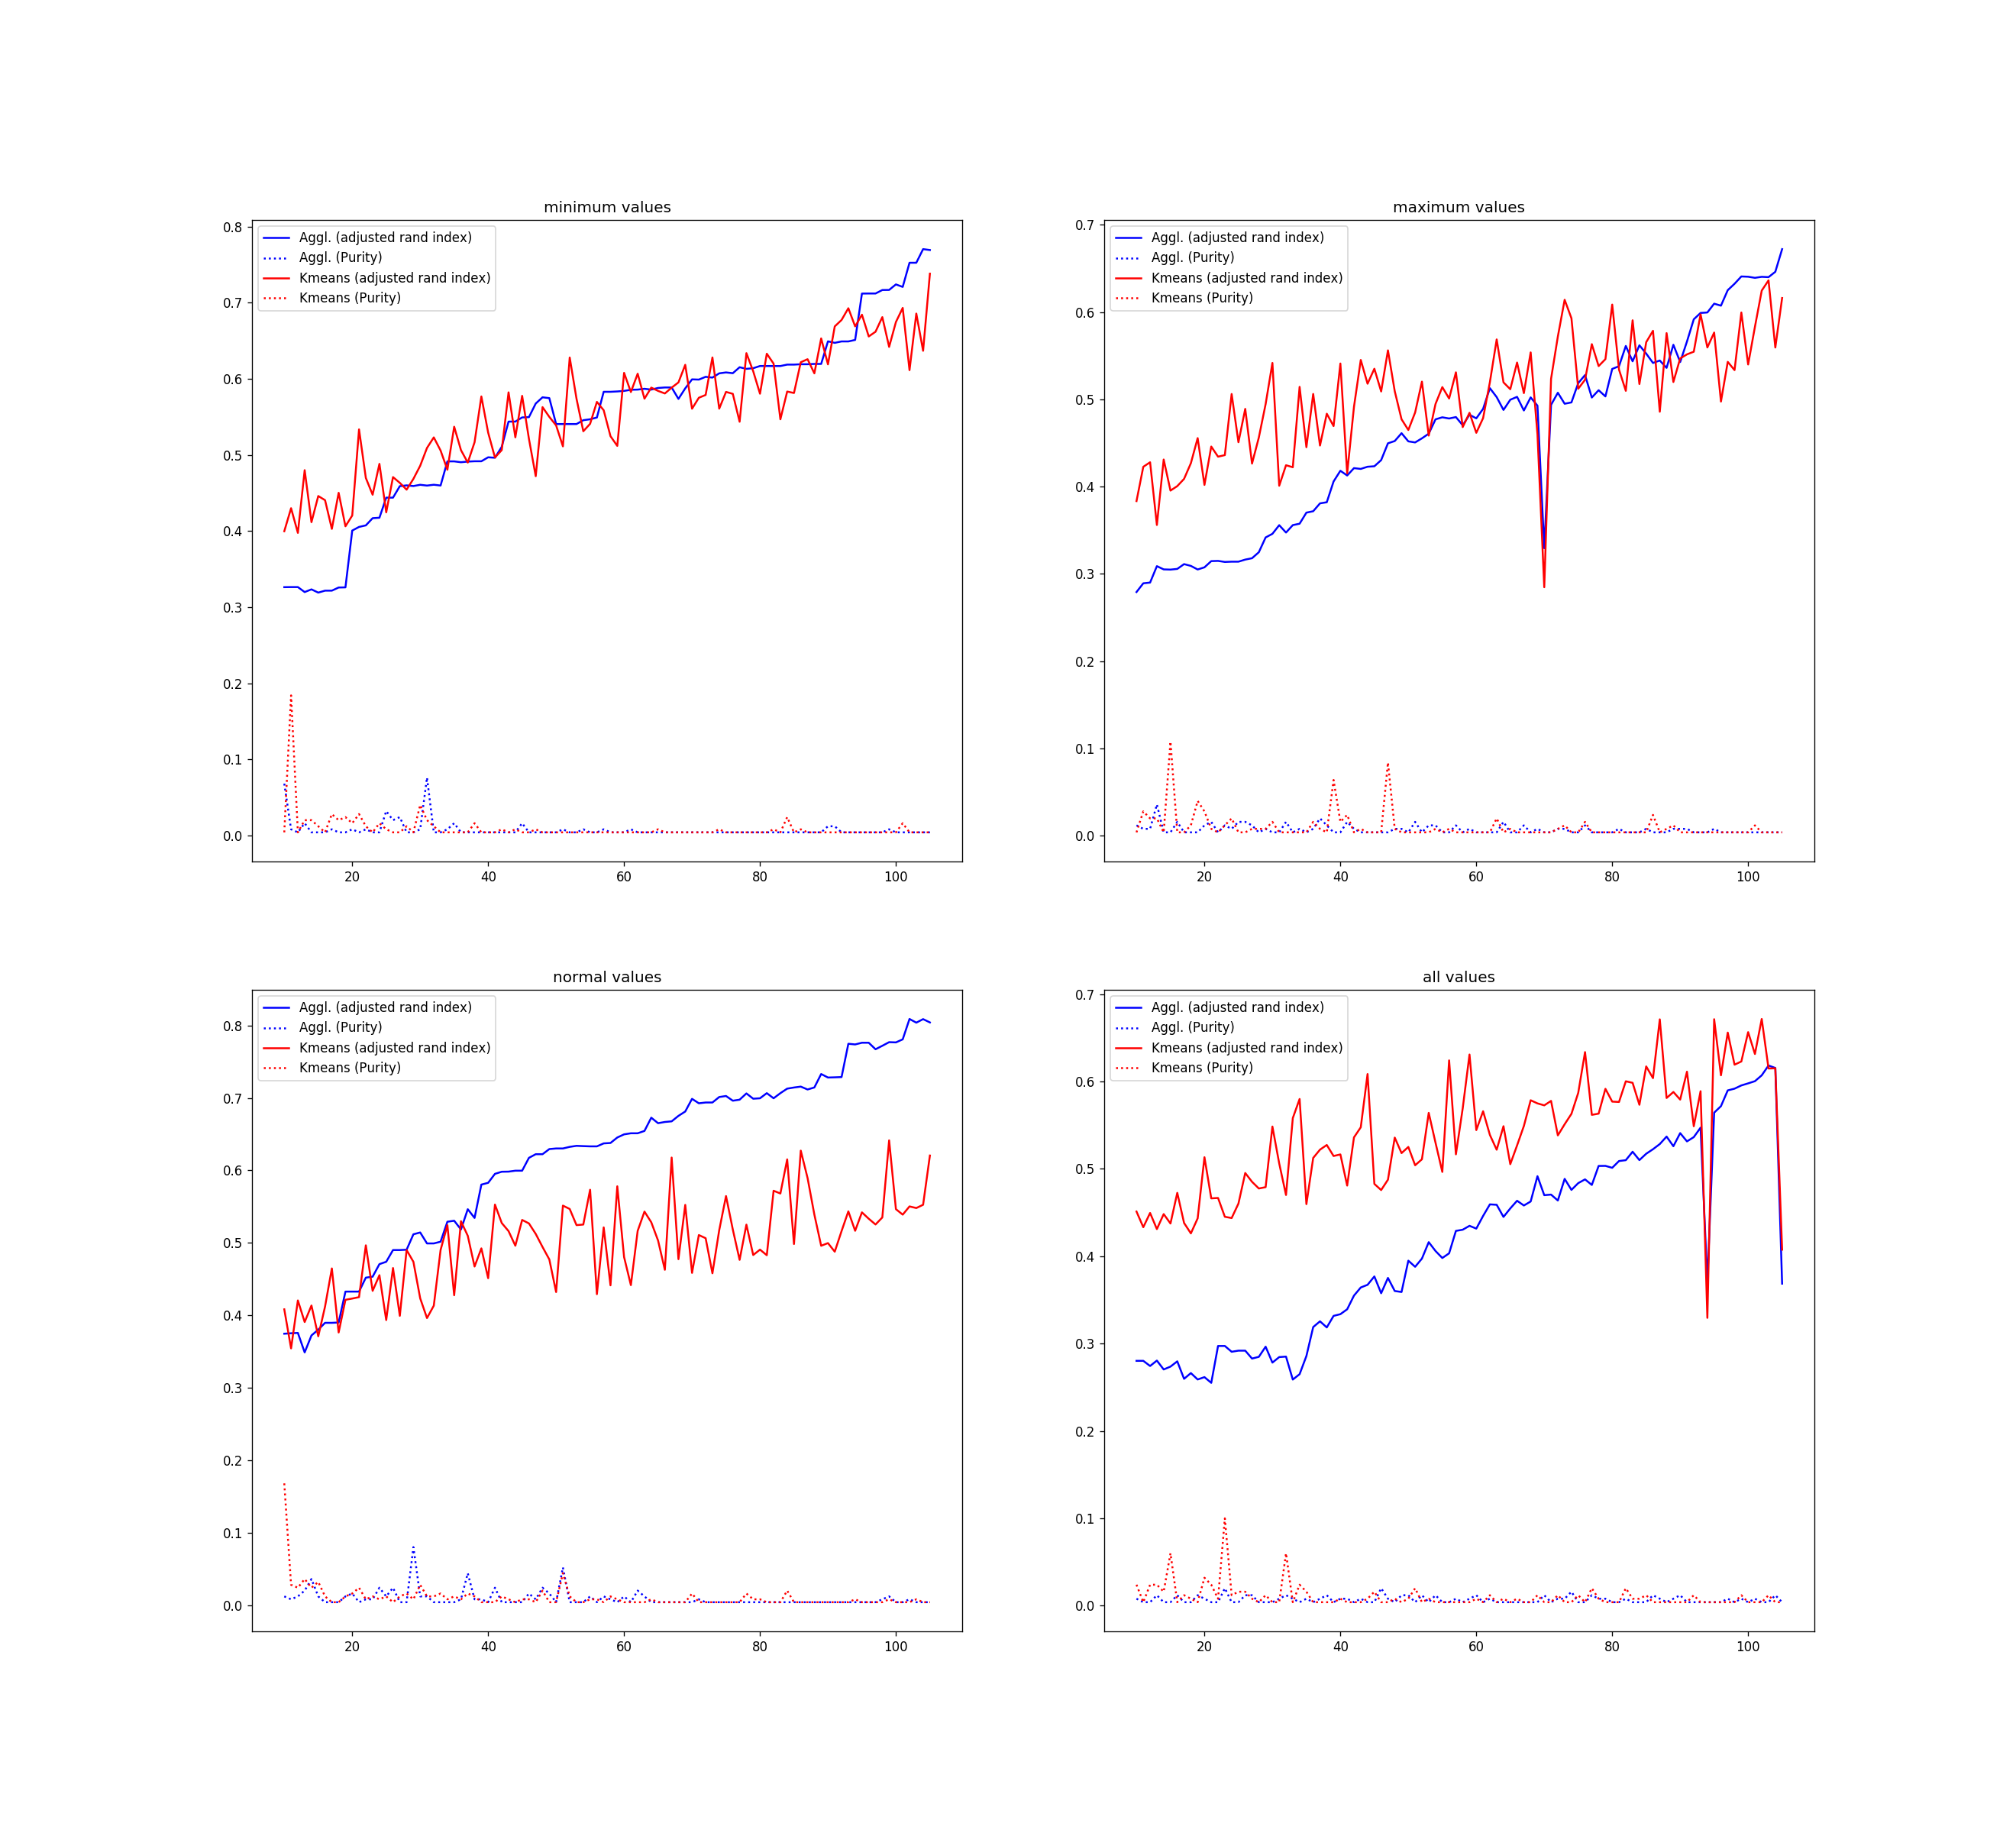 minimum values
Aggl. (adjusted rand index)
Aggl. (Purity)
Kmeans (adjusted rand index)
Kmeans (Purity)
0.8
0.7
0.6
0.5
0.4
0.3
0.2
0.1
0.0
20 40 60 80 100
maximum values
Aggl. (adjusted rand index)
Aggl. (Purity)
Kmeans (adjusted rand index)
Kmeans (Purity)
0.7
0.6
0.5
0.4
0.3
0.2
0.1
0.0
20 40 60 80 100
normal values
Aggl. (adjusted rand index)
Aggl. (Purity)
Kmeans (adjusted rand index)
Kmeans (Purity)
0.8
0.7
0.6
0.5
0.4
0.3
0.2
0.1
0.0
20 40 60 80 100
all values
Aggl. (adjusted rand index)
Aggl. (Purity)
Kmeans (adjusted rand index)
Kmeans (Purity)
0.7
0.6
0.5
0.4
0.3
0.2
0.1
0.0
20 40 60 80 100